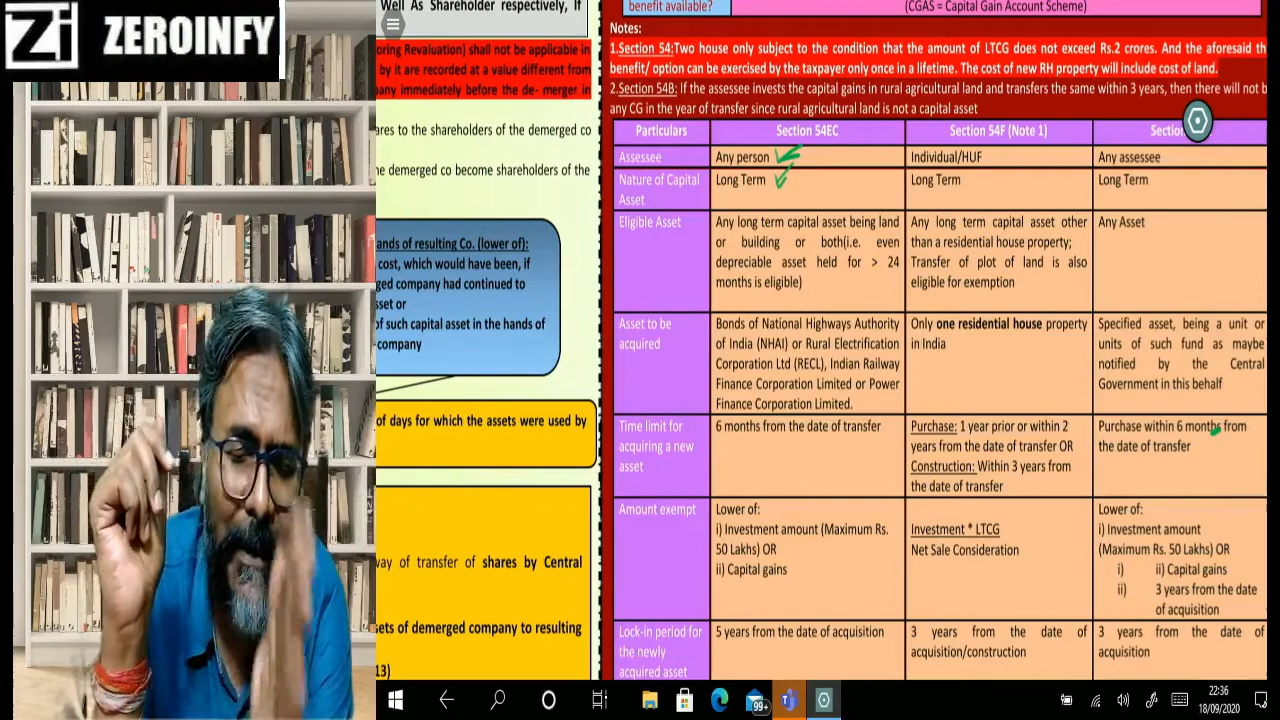 Zi ZEROINFY
Well As Shareholder respectively, If
oring Revaluation) shall not be applicable in
by it are recorded at a value different from
any immediately before the de- merger in
ares to the shareholders of the demerged co
he demerged co become shareholders of the
ands of resulting Co. (lower of):
cost, which would have been, if
ged company had continued to
sset or
of such capital asset in the hands of
company
of days for which the assets were used by
way of transfer of shares by Central
sets of demerged company to resulting
13)
benefit available?
(CGAS = Capital Gain Account Scheme)
Notes:
1.Section 54:Two house only subject to the condition that the amount of LTCG does not exceed Rs.2 crores. And the aforesaid th
benefit/ option can be exercised by the taxpayer only once in a lifetime. The cost of new RH property will include cost of land.
2.Section 54B: If the assessee invests the capital gains in rural agricultural land and transfers the same within 3 years, then there will not b
any CG in the year of transfer since rural agricultural land is not a capital asset
Particulars
Section 54EC
Section 54F (Note 1)
Sectio
Assessee
Any person
Individual/HUF
Any assessee
Nature of Capital
Asset
Long Term
Long Term
Long Term
Eligible Asset
Any long term capital asset being land
or building or both(i.e. even
depreciable asset held for > 24
months is eligible)
Any long term capital asset other
than a residential house property;
Transfer of plot of land is also
eligible for exemption
Any Asset
Asset to be
acquired
Bonds of National Highways Authority
of India (NHAI) or Rural Electrification
Corporation Ltd (RECL), Indian Railway
Finance Corporation Limited or Power
Finance Corporation Limited.
Only one residential house property
in India
Specified asset, being a unit or
units of such fund as maybe
notified by the Central
Government in this behalf
Time limit for
acquiring a new
asset
6 months from the date of transfer
Purchase: 1 year prior or within 2
years from the date of transfer OR
Construction: Within 3 years from
the date of transfer
Purchase within 6 months from
the date of transfer
Amount exempt
Lower of:
i) Investment amount (Maximum Rs.
50 Lakhs) OR
ii) Capital gains
Investment * LTCG
Net Sale Consideration
Lower of:
i) Investment amount
(Maximum Rs. 50 Lakhs) OR
i) ii) Capital gains
ii) 3 years from the date
of acquisition
Lock-in period for
the newly
acquired asset
5 years from the date of acquisition
3 years from the date of
acquisition/construction
3 years from the date of
acquisition
99+
22:36
18/09/2020